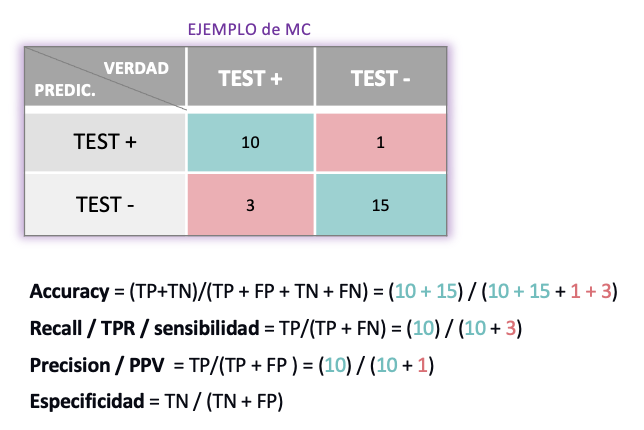 EJEMPLO de MC
VERDAD
PREDIC.
TEST +
TEST -
TEST +
10
1
TEST -
3
15
Accuracy = (TP+TN)/(TP + FP + TN + FN) = (10 + 15) / (10 + 15 + 1 + 3)
Recall / TPR / sensibilidad = TP/(TP + FN) = (10) / (10 + 3)
Precision / PPV = TP/(TP + FP ) = (10) / (10 + 1)
Especificidad = TN / (TN + FP)